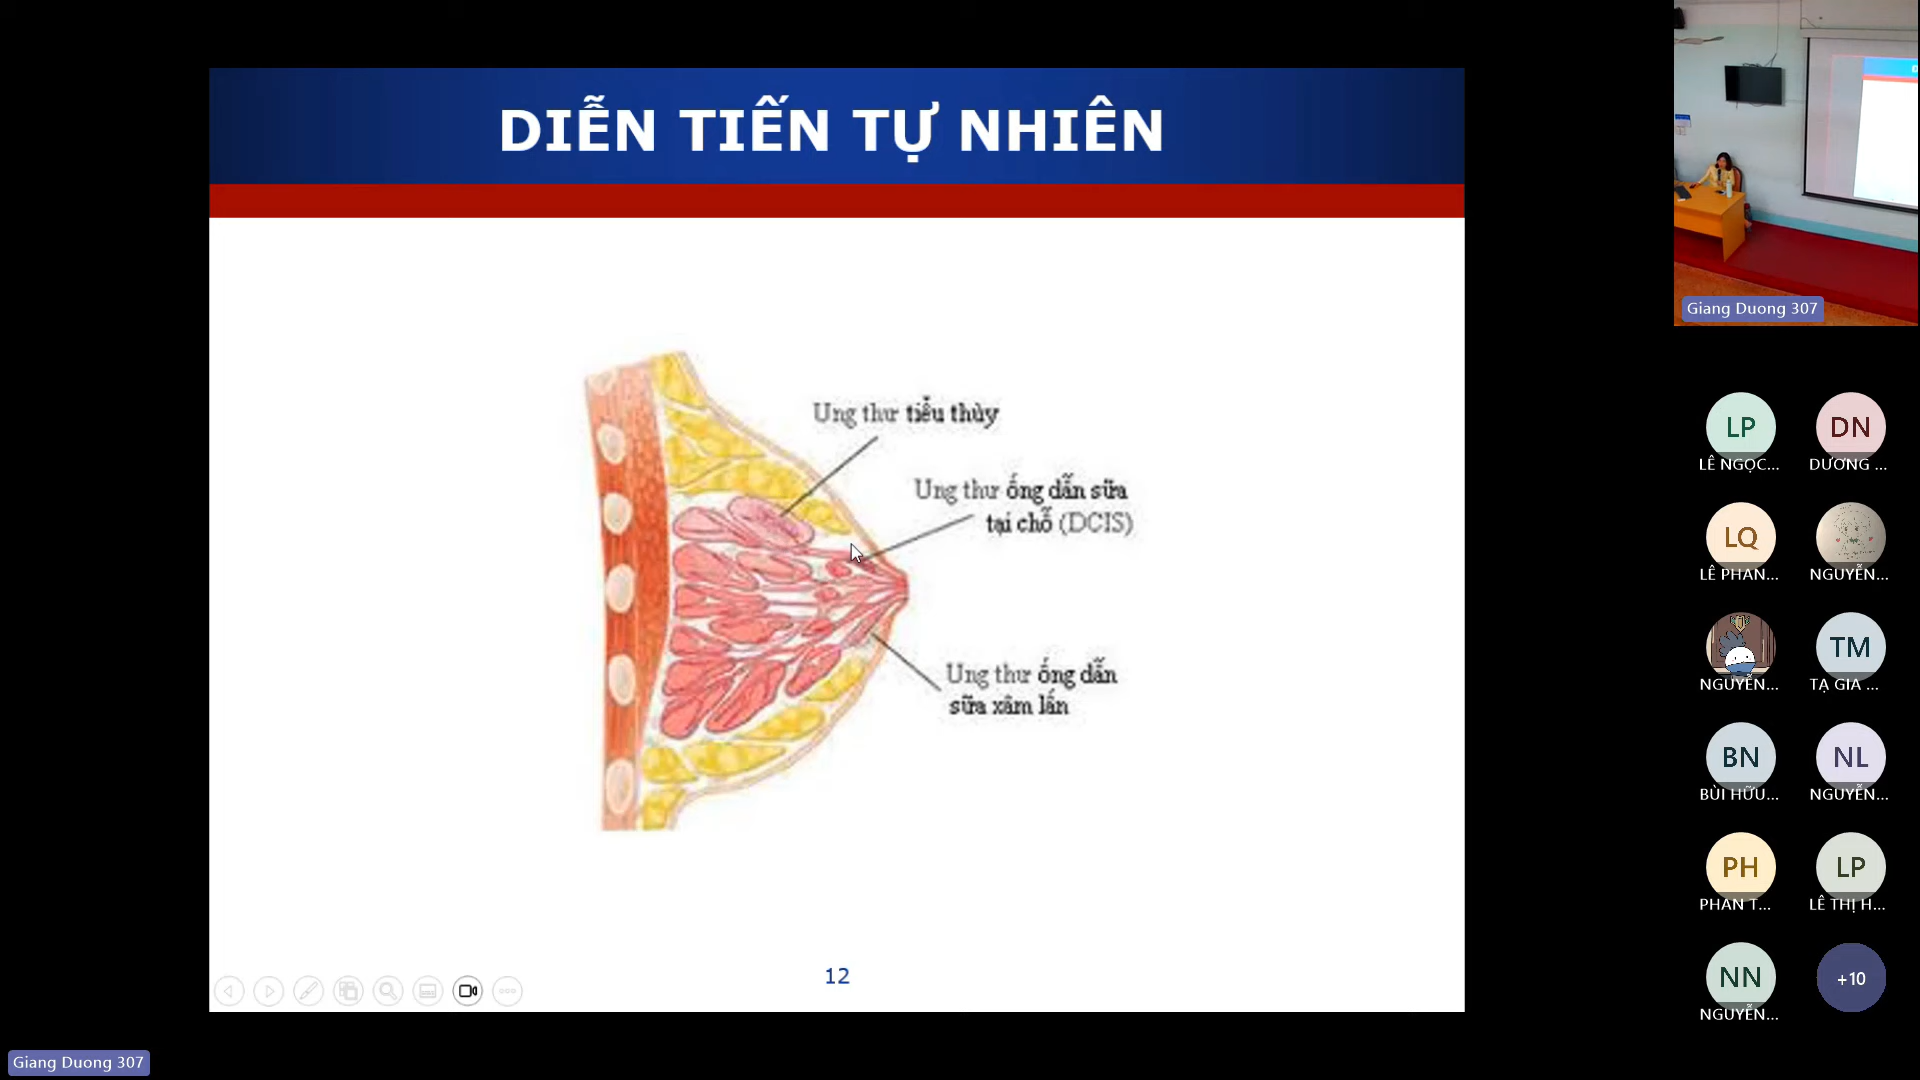 DIỄN TIẾN TỰ NHIÊN
Ung thư tiểu thùy
Ung thư ống dẫn sữa
tại chỗ (DCIS)
Ung thư ống dẫn
sữa xâm lấn
12
Giang Duong 307
LP
LÊ NGỌC...
DN
DƯƠNG ...
LQ
LÊ PHAN...
NGUYỄN...
NGUYỄN...
TM
TẠ GIA ...
BN
BÙI HỮU...
NL
NGUYỄN...
PH
PHAN T...
LP
LÊ THỊ H...
NN
NGUYỄN...
+10
Giang Duong 307